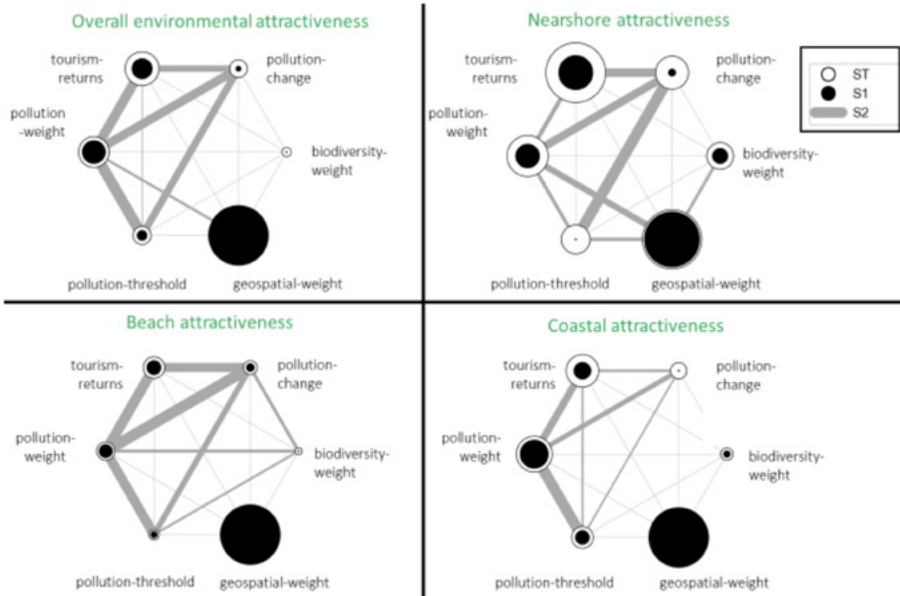 Overall environmental attractiveness
tourism-
returns
pollution-
change
pollution
-weight
biodiversity-
weight
pollution-threshold
geospatial-weight
Nearshore attractiveness
tourism-
returns
pollution-
change
pollution-
weight
biodiversity-
weight
pollution-threshold
geospatial-weight
ST
S1
S2
Beach attractiveness
tourism-
returns
pollution-
change
pollution-
weight
biodiversity-
weight
pollution-threshold
geospatial-weight
Coastal attractiveness
tourism-
returns
pollution-
change
pollution-
weight
biodiversity-
weight
pollution-threshold
geospatial-weight